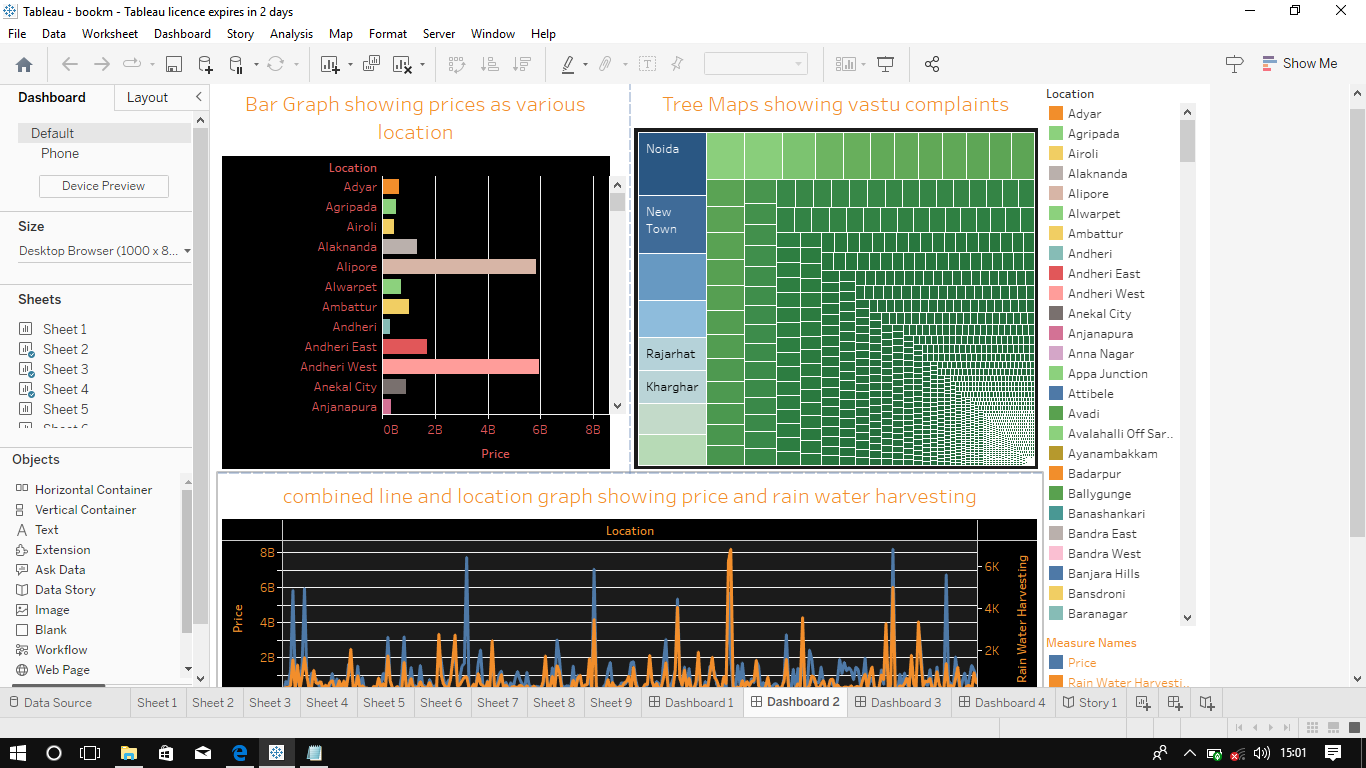 Tableau - bookm - Tableau licence expires in 2 days
File Data Worksheet Dashboard Story Analysis Map Format Server Window Help
Show Me
Dashboard Layout
Default
Phone
Device Preview
Size
Desktop Browser (1000 x 8...
Sheets
Sheet 1
Sheet 2
Sheet 3
Sheet 4
Sheet 5
Objects
Horizontal Container
Vertical Container
Text
Extension
Ask Data
Data Story
Image
Blank
Workflow
Web Page
Bar Graph showing prices as various
location
Location
Adyar
Agripada
Airoli
Alaknanda
Alipore
Alwarpet
Ambattur
Andheri
Andheri East
Andheri West
Anekal City
Anjanapura
0B 2B 4B 6B 8B
Price
Tree Maps showing vastu complaints
Noida
New
Town
Rajarhat
Kharghar
combined line and location graph showing price and rain water harvesting
Location
8B
6B
4B
2B
Price
6K
4K
2K
Rain Water Harvesting
Location
Adyar
Agripada
Airoli
Alaknanda
Alipore
Alwarpet
Ambattur
Andheri
Andheri East
Andheri West
Anekal City
Anjanapura
Anna Nagar
Appa Junction
Attibele
Avadi
Avalahalli Off Sar..
Ayanambakkam
Badarpur
Ballygunge
Banashankari
Bandra East
Bandra West
Banjara Hills
Bansdroni
Baranagar
Measure Names
Price
Rain Water Harvesti..
Data Source Sheet 1 Sheet 2 Sheet 3 Sheet 4 Sheet 5 Sheet 6 Sheet 7 Sheet 8 Sheet 9 Dashboard 1 Dashboard 2 Dashboard 3 Dashboard 4 Story 1
15:01